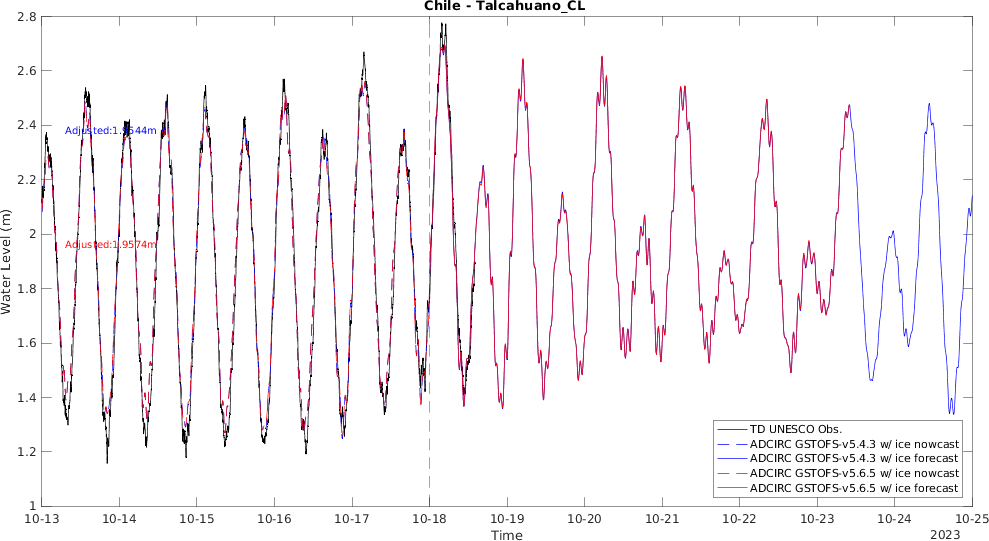 Chile - Talcahuano_CL
2.8
2.6
2.4
2.2
2
1.8
1.6
1.4
1.2
1
Water Level (m)
Adjusted:1.9544m
Adjusted:1.9574m
TD UNESCO Obs.
ADCIRC GSTOFS-v5.4.3 w/ ice nowcast
ADCIRC GSTOFS-v5.4.3 w/ ice forecast
ADCIRC GSTOFS-v5.6.5 w/ ice nowcast
ADCIRC GSTOFS-v5.6.5 w/ ice forecast
10-13 10-14 10-15 10-16 10-17 10-18 10-19 10-20 10-21 10-22 10-23 10-24 10-25
Time
2023